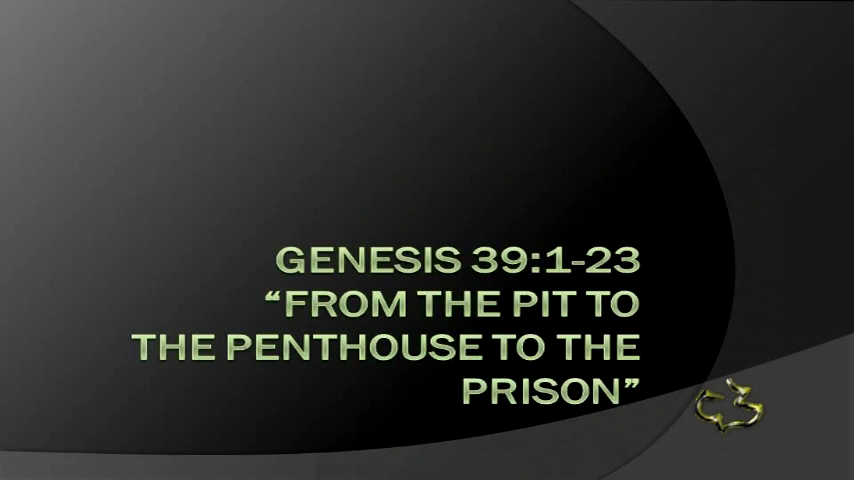 GENESIS 39:1-23
“FROM THE PIT TO
THE PENTHOUSE TO THE
PRISON”